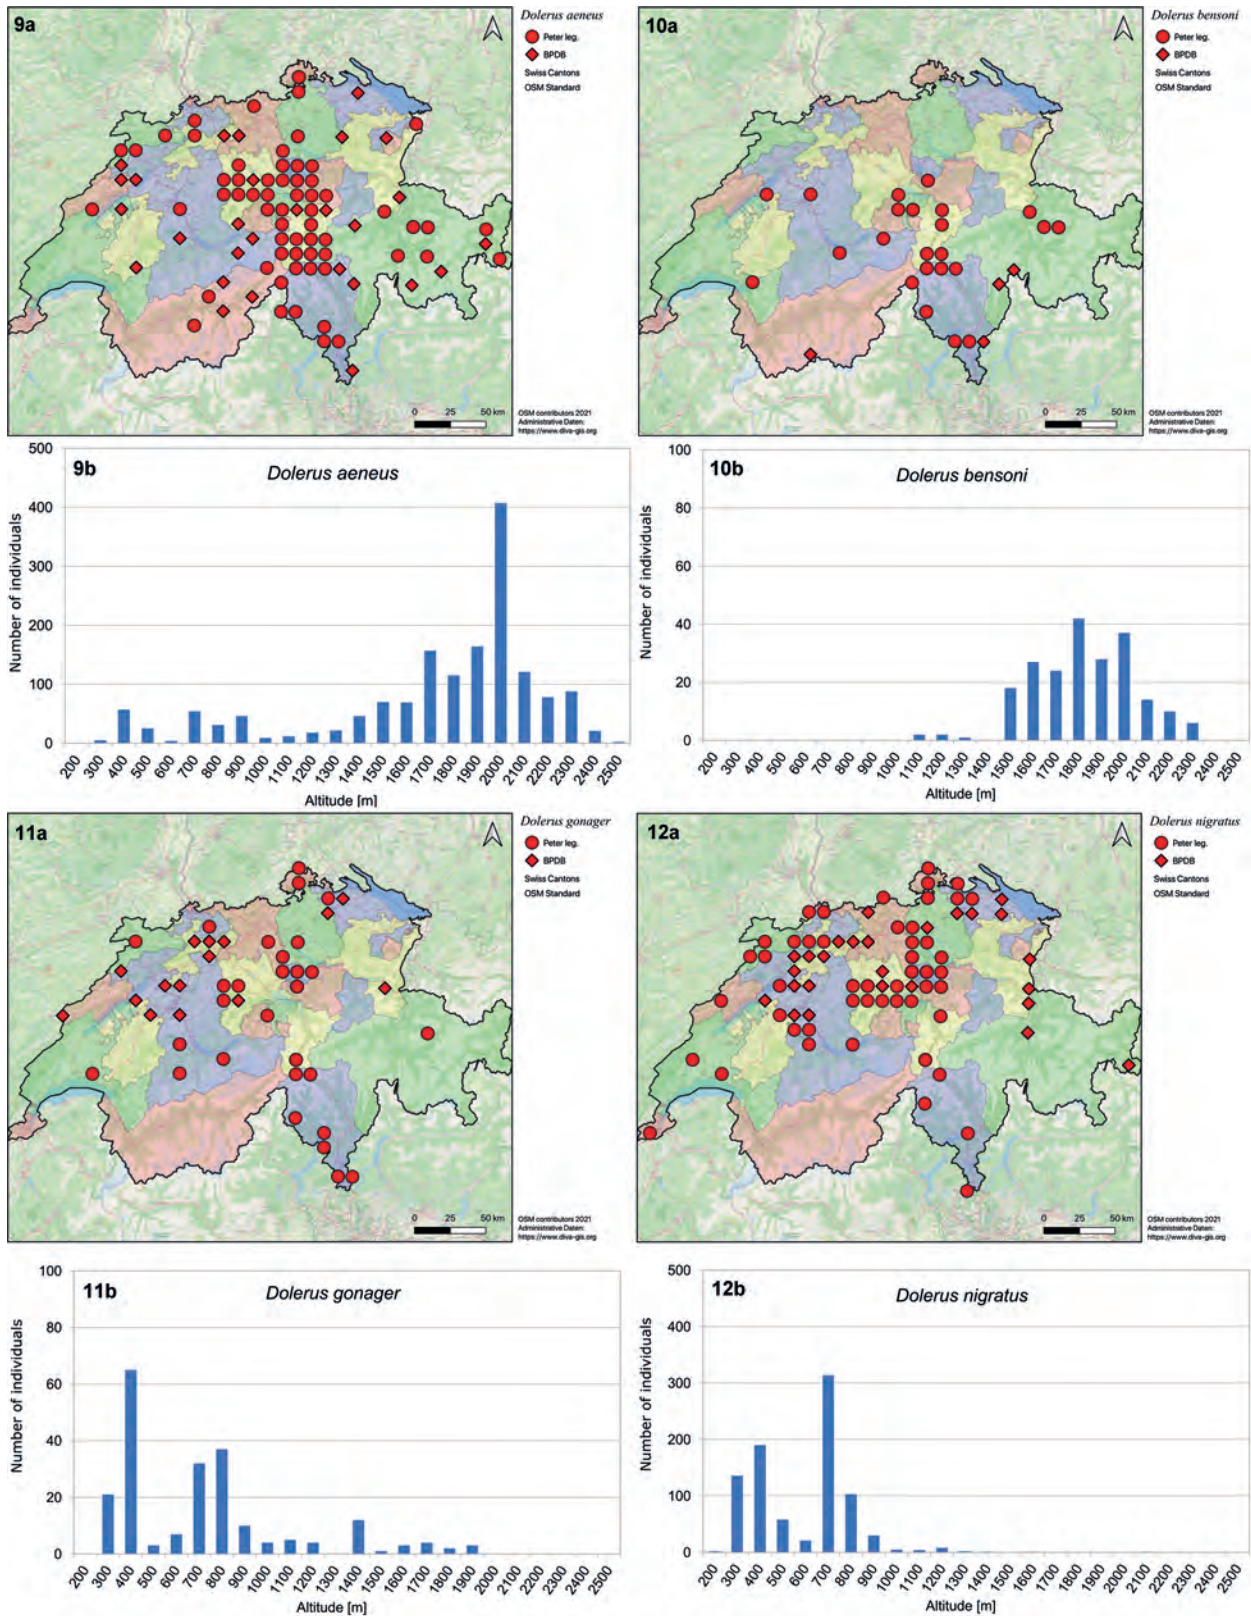 9a
Dolerus aeneus
Peter leg.
BPDB
Swiss Cantons
OSM Standard
0 25 50 km
OSM contributors 2021
Administrative Daten:
https://www.diva-gis.org
10a
Dolerus bensoni
Peter leg.
BPDB
Swiss Cantons
OSM Standard
0 25 50 km
OSM contributors 2021
Administrative Daten:
https://www.diva-gis.org
9b
Dolerus aeneus
Number of individuals
500
400
300
200
100
0
200 300 400 500 600 700 800 900 1000 1100 1200 1300 1400 1500 1600 1700 1800 1900 2000 2100 2200 2300 2400 2500
Altitude [m]
10b
Dolerus bensoni
Number of individuals
100
80
60
40
20
0
200 300 400 500 600 700 800 900 1000 1100 1200 1300 1400 1500 1600 1700 1800 1900 2000 2100 2200 2300 2400 2500
Altitude [m]
11a
Dolerus gonager
Peter leg.
BPDB
Swiss Cantons
OSM Standard
0 25 50 km
OSM contributors 2021
Administrative Daten:
https://www.diva-gis.org
12a
Dolerus nigratus
Peter leg.
BPDB
Swiss Cantons
OSM Standard
0 25 50 km
OSM contributors 2021
Administrative Daten:
https://www.diva-gis.org
11b
Dolerus gonager
Number of individuals
100
80
60
40
20
0
200 300 400 500 600 700 800 900 1000 1100 1200 1300 1400 1500 1600 1700 1800 1900 2000 2100 2200 2300 2400 2500
Altitude [m]
12b
Dolerus nigratus
Number of individuals
500
400
300
200
100
0
200 300 400 500 600 700 800 900 1000 1100 1200 1300 1400 1500 1600 1700 1800 1900 2000 2100 2200 2300 2400 2500
Altitude [m]